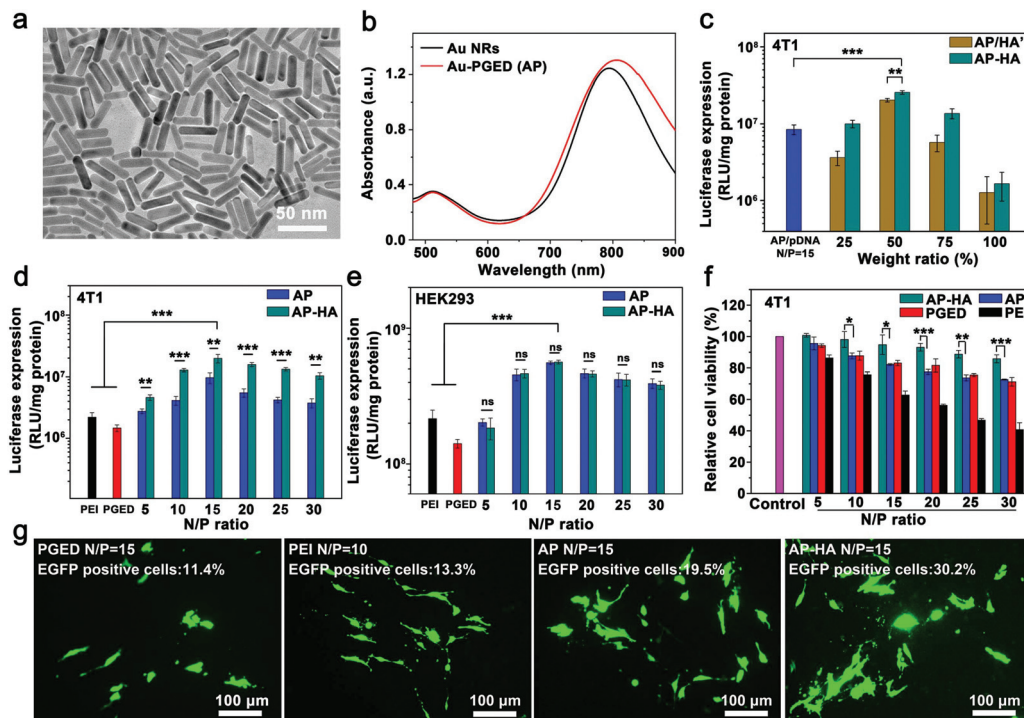 a
50 nm
b
Au NRs
Au-PGED (AP)
Absorbance (a.u.)
1.2
0.8
0.4
0.0
500
600
700
800
900
Wavelength (nm)
c
4T1
AP/HA'
AP-HA
***
**
Luciferase expression
(RLU/mg protein)
10⁸
10⁷
10⁶
AP/pDNA
N/P=15
25
50
75
100
Weight ratio (%)
d
4T1
AP
AP-HA
***
**
***
**
***
***
**
Luciferase expression
(RLU/mg protein)
10⁸
10⁷
10⁶
PEI
PGED
5
10
15
20
25
30
N/P ratio
e
HEK293
AP
AP-HA
***
ns
ns
ns
ns
ns
ns
Luciferase expression
(RLU/mg protein)
10⁹
10⁸
PEI
PGED
5
10
15
20
25
30
N/P ratio
f
4T1
AP-HA
AP
PGED
PE
*
*
***
**
***
Relative cell viability (%)
120
100
80
60
40
20
0
Control
5
10
15
20
25
30
N/P ratio
g
PGED N/P=15
EGFP positive cells:11.4%
100 µm
PEI N/P=10
EGFP positive cells:13.3%
100 µm
AP N/P=15
EGFP positive cells:19.5%
100 µm
AP-HA N/P=15
EGFP positive cells:30.2%
100 µm